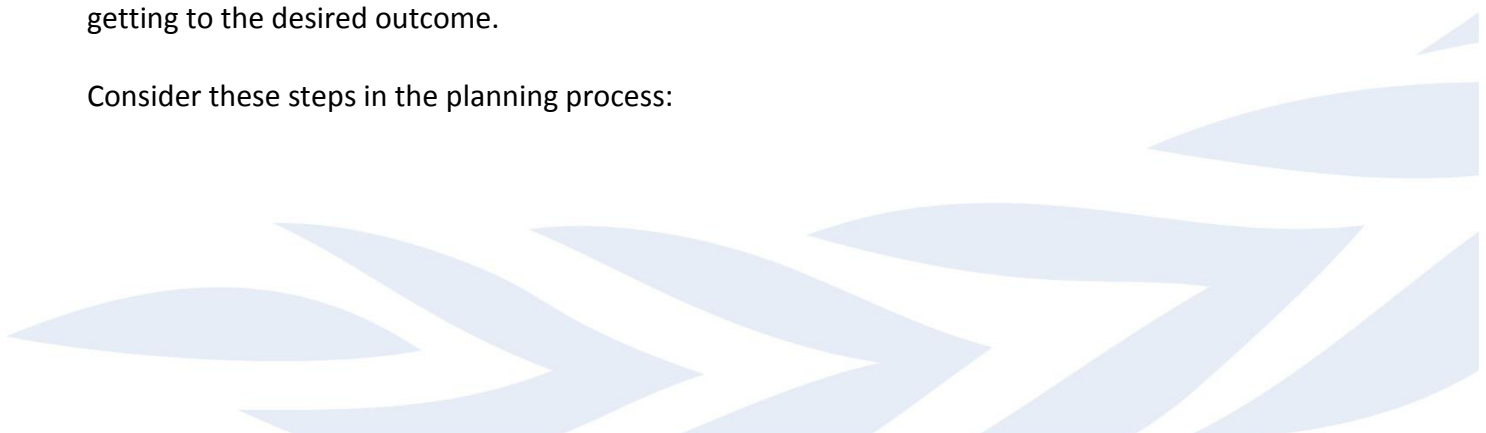 getting to the desired outcome.
Consider these steps in the planning process: